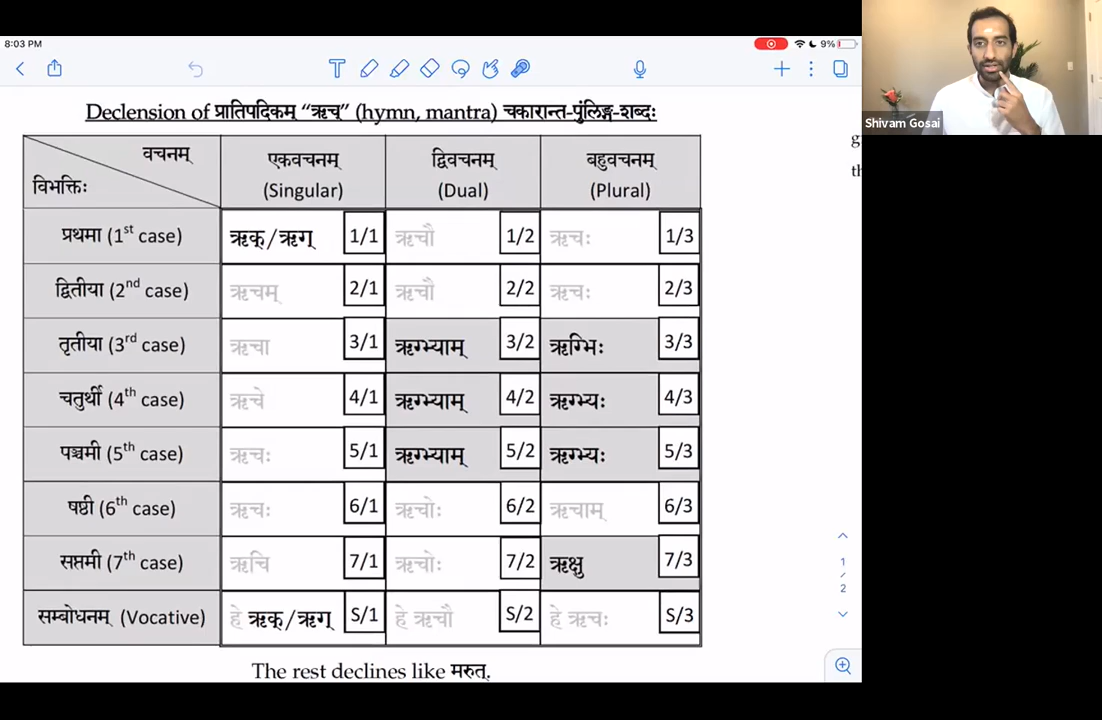 8:03 PM
9%
Declension of प्रातिपदिकम् “ऋच्” (hymn, mantra) चकारान्त-पुंलिङ्ग-शब्दः
वचनम्
विभक्तिः
एकवचनम्
(Singular)
द्विवचनम्
(Dual)
बहुवचनम्
(Plural)
प्रथमा (1st case) ऋक्/ऋग् 1/1 ऋचौ 1/2 ऋचः 1/3
द्वितीया (2nd case) ऋचम् 2/1 ऋचौ 2/2 ऋचः 2/3
तृतीया (3rd case) ऋचा 3/1 ऋग्भ्याम् 3/2 ऋग्भिः 3/3
चतुर्थी (4th case) ऋचे 4/1 ऋग्भ्याम् 4/2 ऋग्भ्यः 4/3
पञ्चमी (5th case) ऋचः 5/1 ऋग्भ्याम् 5/2 ऋग्भ्यः 5/3
षष्ठी (6th case) ऋचः 6/1 ऋचोः 6/2 ऋचाम् 6/3
सप्तमी (7th case) ऋचि 7/1 ऋचोः 7/2 ऋक्षु 7/3
सम्बोधनम् (Vocative) हे ऋक्/ऋग् S/1 हे ऋचौ S/2 हे ऋचः S/3
The rest declines like मरुत्.
1
/
2
Shivam Gosai